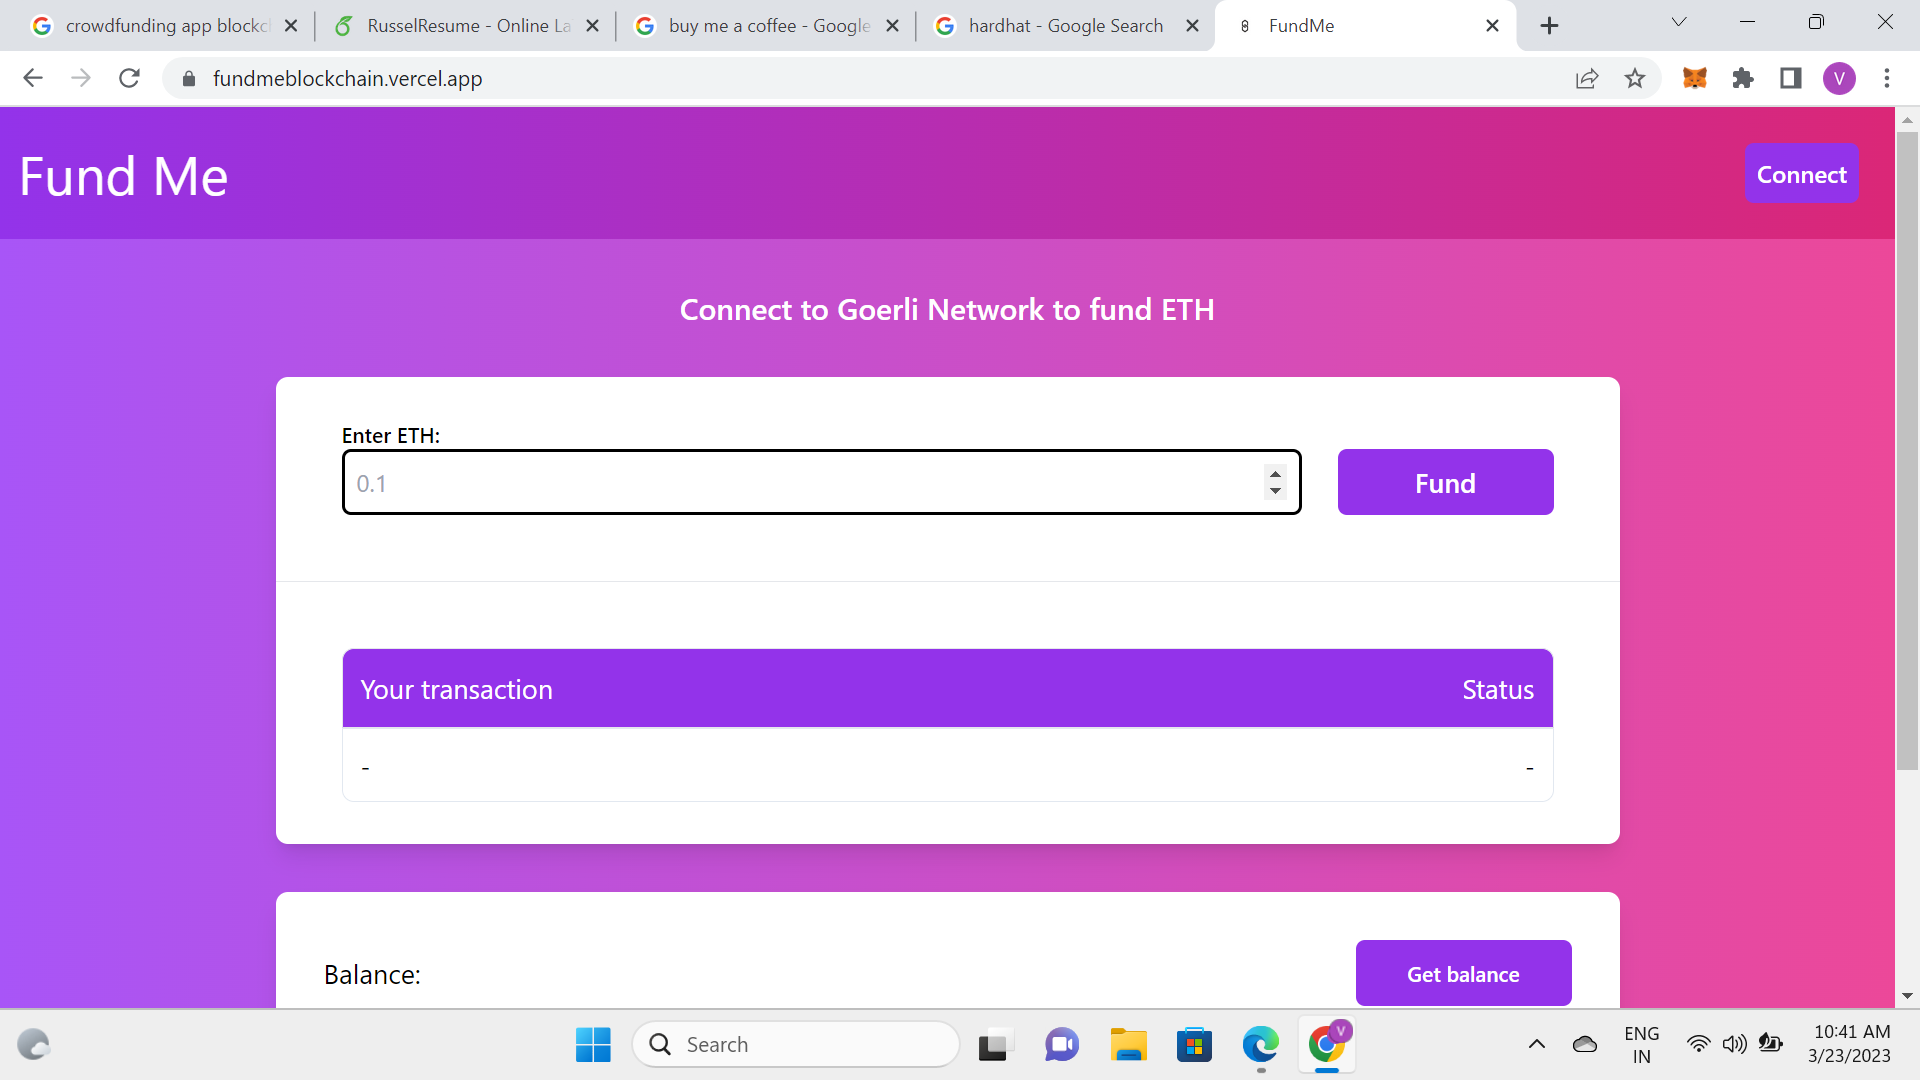 crowdfunding app blockc
RusselResume - Online La
buy me a coffee - Google
hardhat - Google Search
FundMe
fundmeblockchain.vercel.app
V
Fund Me
Connect
Connect to Goerli Network to fund ETH
Enter ETH:
0.1
Fund
Your transaction
Status
-
-
Balance:
Get balance
Search
V
ENG
IN
10:41 AM
3/23/2023